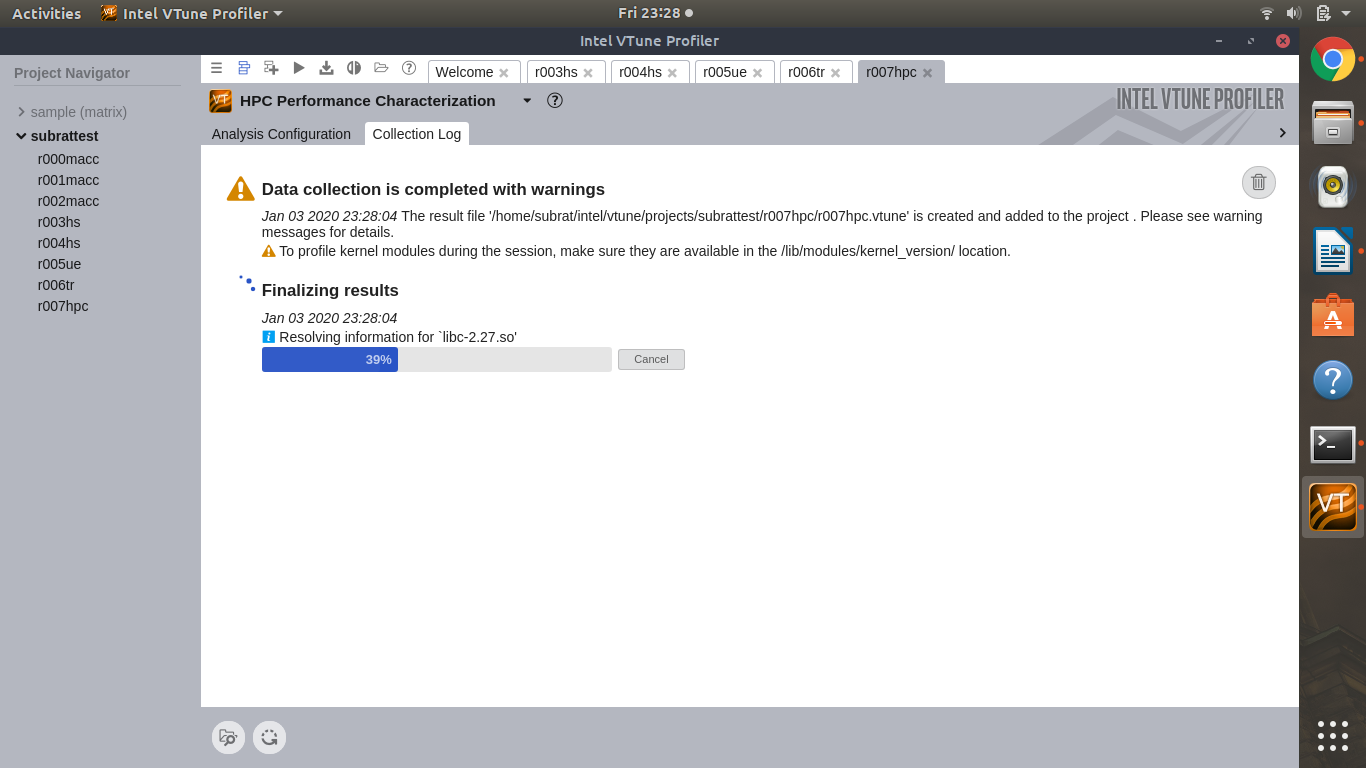 Activities
Intel VTune Profiler
Fri 23:28
Intel VTune Profiler
Project Navigator
sample (matrix)
subrattest
r000macc
r001macc
r002macc
r003hs
r004hs
r005ue
r006tr
r007hpc
Welcome
r003hs
r004hs
r005ue
r006tr
r007hpc
VT
HPC Performance Characterization
INTEL VTUNE PROFILER
Analysis Configuration
Collection Log
Data collection is completed with warnings
Jan 03 2020 23:28:04 The result file '/home/subrat/intel/vtune/projects/subrattest/r007hpc/r007hpc.vtune' is created and added to the project . Please see warning
messages for details.
To profile kernel modules during the session, make sure they are available in the /lib/modules/kernel_version/ location.
Finalizing results
Jan 03 2020 23:28:04
Resolving information for `libc-2.27.so'
39%
Cancel
VT